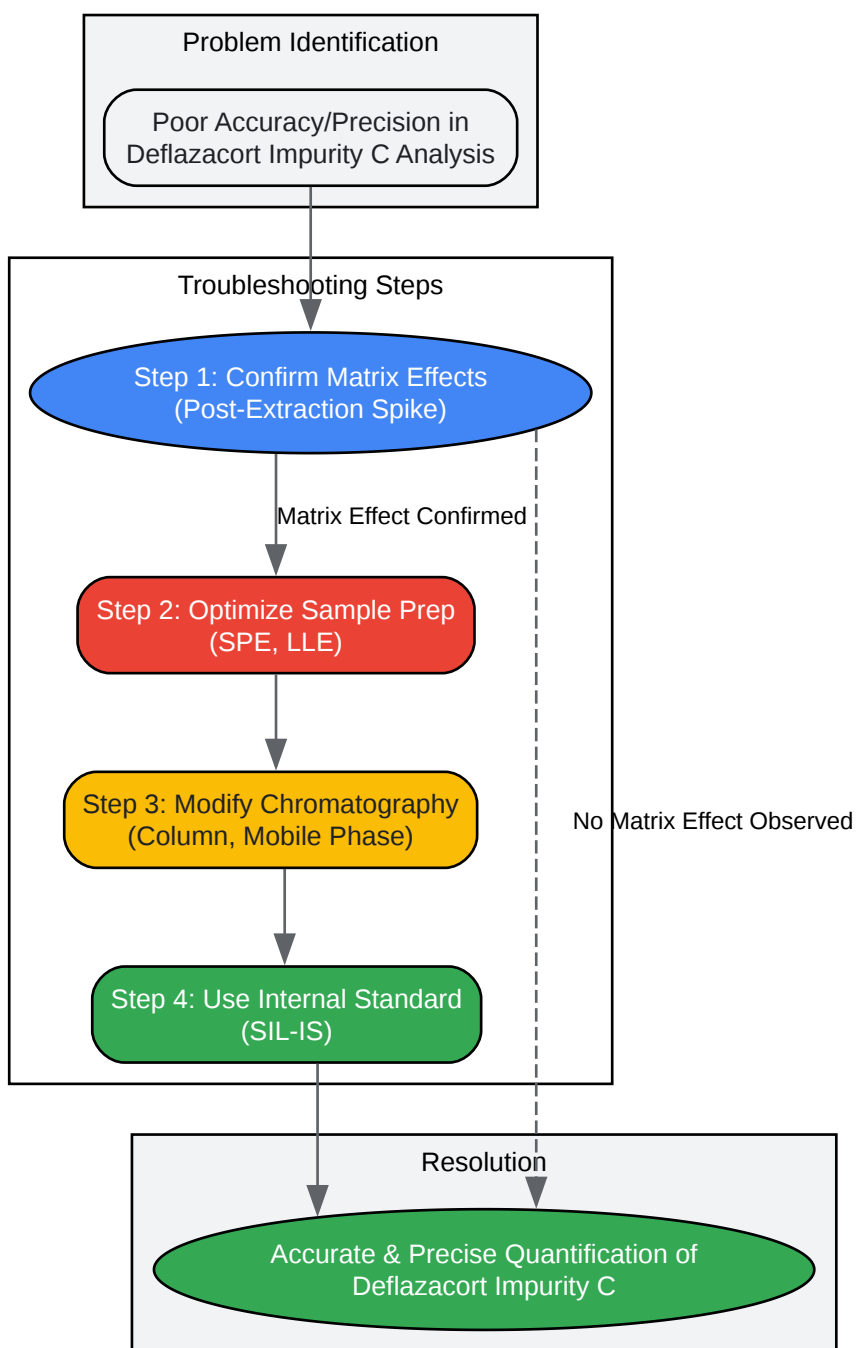 Problem Identification
Poor Accuracy/Precision in
Deflazacort Impurity C Analysis
Troubleshooting Steps
Step 1: Confirm Matrix Effects
(Post-Extraction Spike)
Matrix Effect Confirmed
Step 2: Optimize Sample Prep
(SPE, LLE)
Step 3: Modify Chromatography
(Column, Mobile Phase)
No Matrix Effect Observed
Step 4: Use Internal Standard
(SIL-IS)
Resolution
Accurate & Precise Quantification of
Deflazacort Impurity C